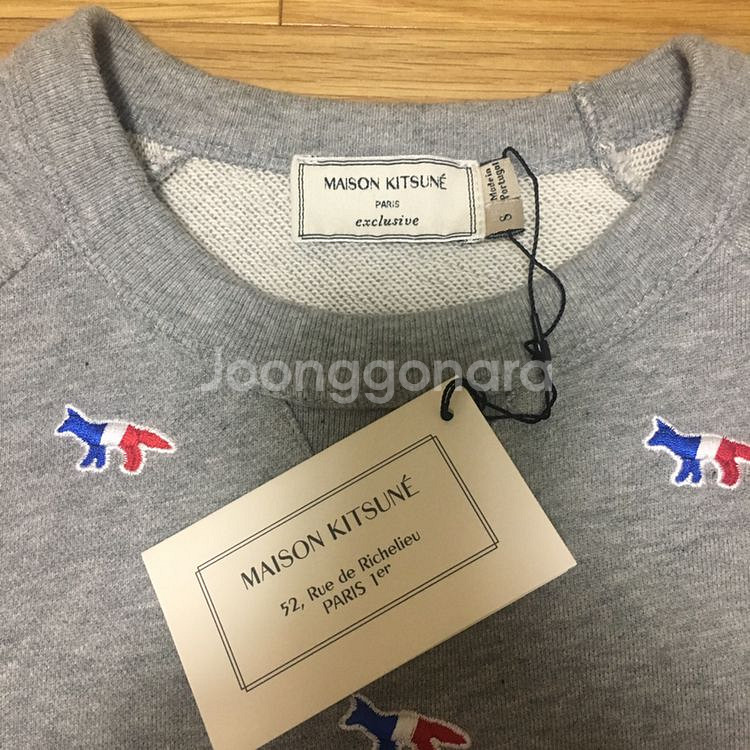 MAISON KITSUNÉ
PARIS
exclusive
Made in
Portugal
S
Joonggonara
MAISON KITSUNÉ
52, Rue de Richelieu
PARIS 1er